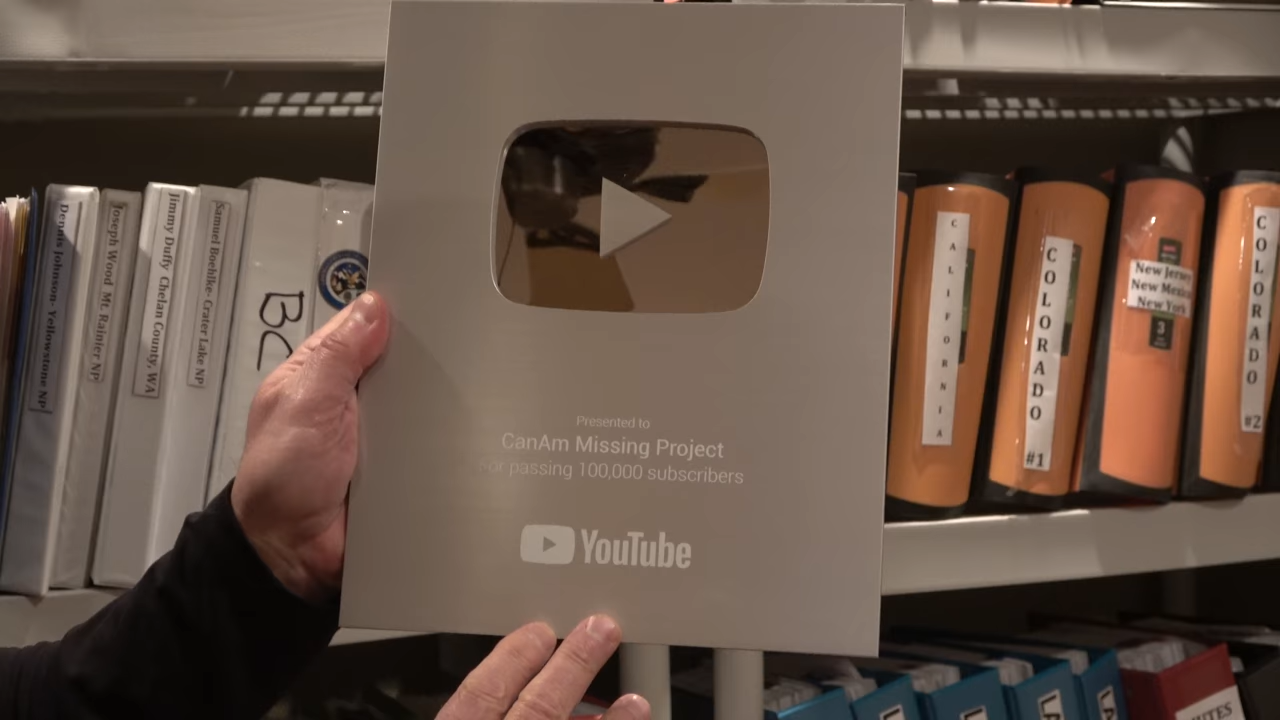 Dennis Johnson- Yellowstone NP
Joseph Wood Mt. Rainier NP
Jimmy Duffy Chelan County, WA
Samuel Boehlke- Crater Lake NP
BC
Presented to
CanAm Missing Project
For passing 100,000 subscribers
YouTube
CALIFORNIA
COLORADO
#1
New Jersey
New Mexico
New York
3
COLORADO
#2